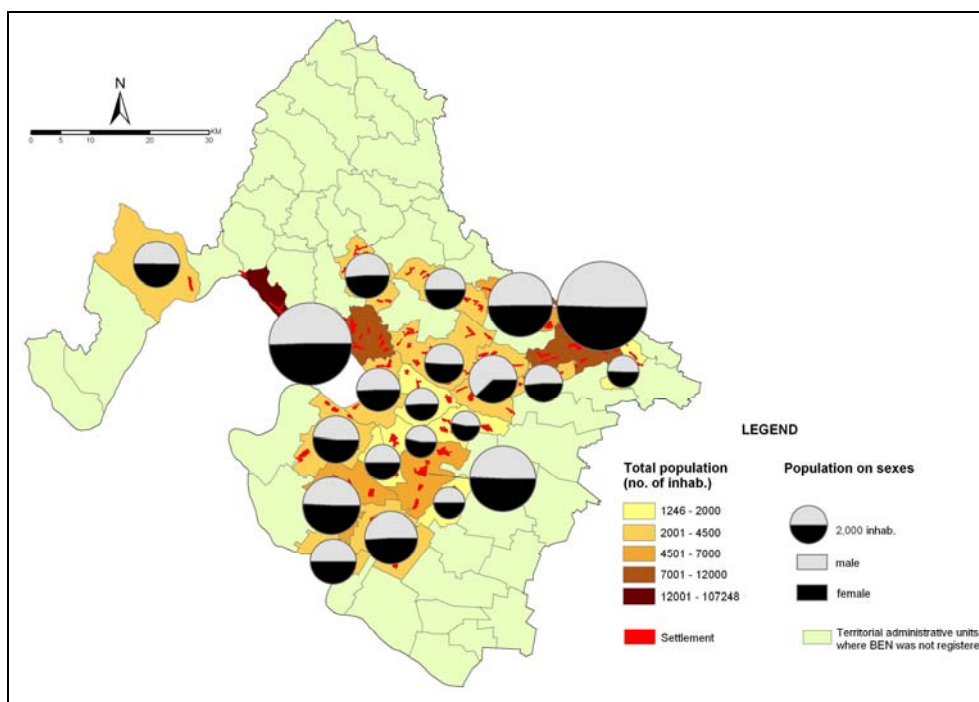 N
KM
0 5 10 20 30
LEGEND
Total population
(no. of inhab.)
1246 - 2000
2001 - 4500
4501 - 7000
7001 - 12000
12001 - 107248
Settlement
Population on sexes
2,000 inhab.
male
female
Territorial administrative units
where BEN was not registere